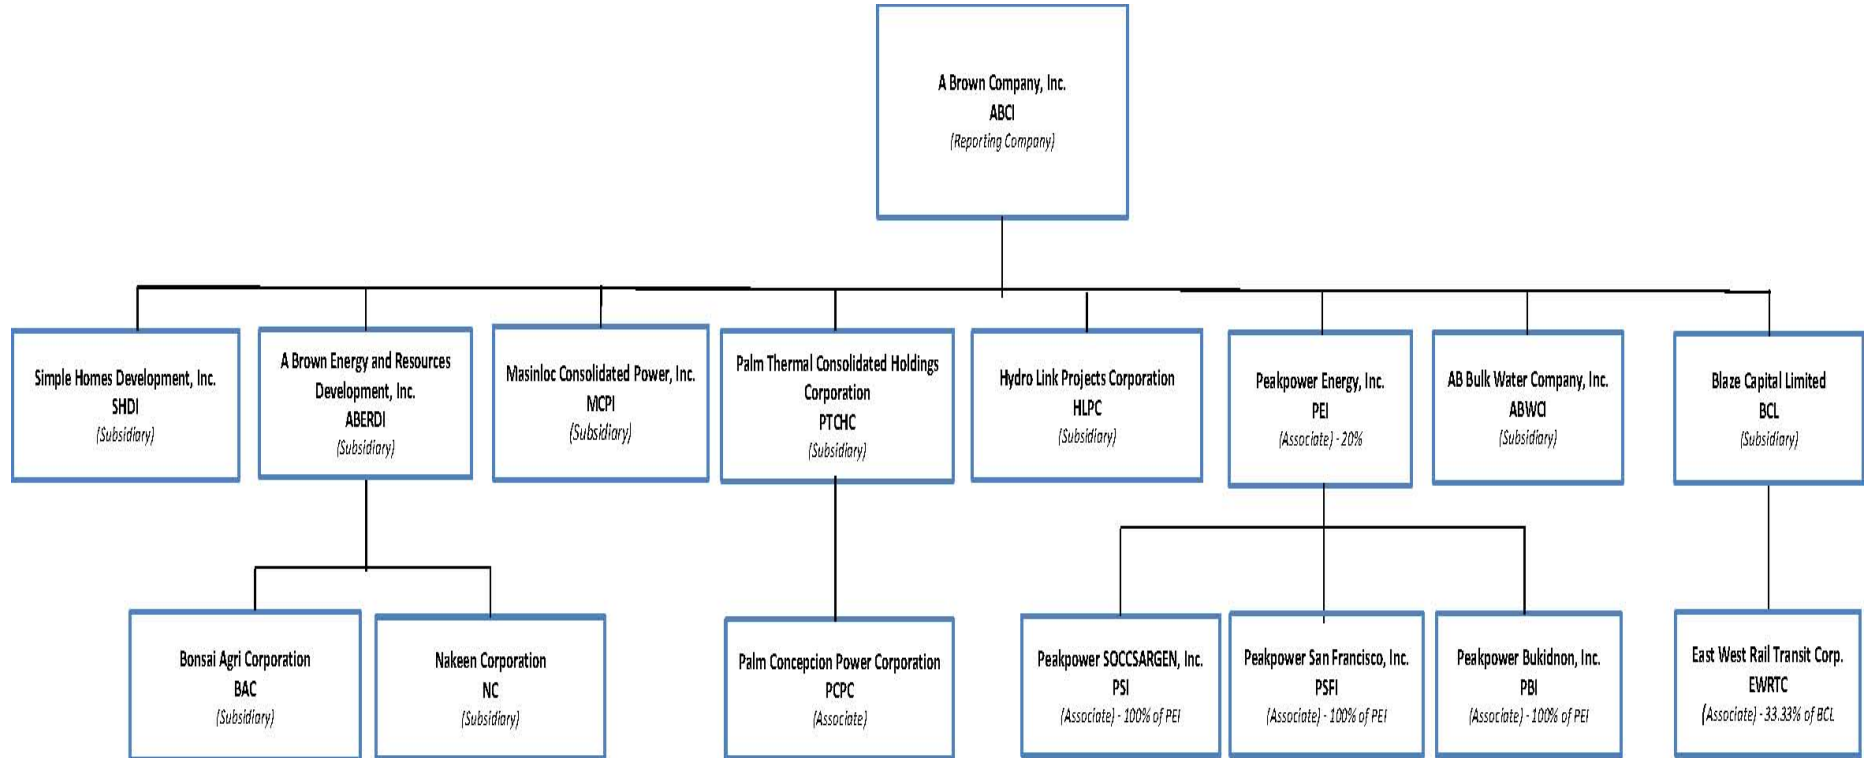 A Brown Company, Inc.
ABCI
(Reporting Company)
Simple Homes Development, Inc.
SHDI
(Subsidiary)
A Brown Energy and Resources
Development, Inc.
ABERDI
(Subsidiary)
Masinloc Consolidated Power, Inc.
MCPI
(Subsidiary)
Palm Thermal Consolidated Holdings
Corporation
PTCHC
(Subsidiary)
Hydro Link Projects Corporation
HLPC
(Subsidiary)
Peakpower Energy, Inc.
PEI
(Associate) - 20%
AB Bulk Water Company, Inc.
ABWCI
(Subsidiary)
Blaze Capital Limited
BCL
(Subsidiary)
Bonsai Agri Corporation
BAC
(Subsidiary)
Nakeen Corporation
NC
(Subsidiary)
Palm Concepcion Power Corporation
PCPC
(Associate)
Peakpower SOCCSARGEN, Inc.
PSI
(Associate) - 100% of PEI
Peakpower San Francisco, Inc.
PSFI
(Associate) - 100% of PEI
Peakpower Bukidnon, Inc.
PBI
(Associate) - 100% of PEI
East West Rail Transit Corp.
EWRTC
(Associate) - 33.33% of BCL